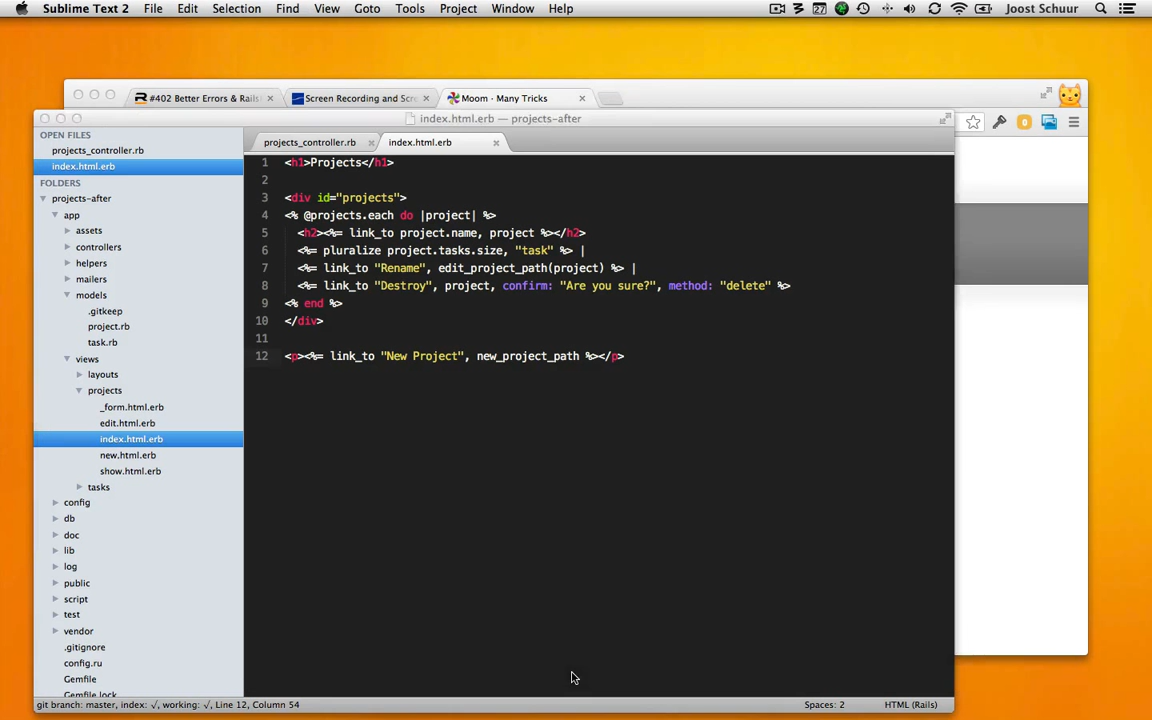 Sublime Text 2 File Edit Selection Find View Goto Tools Project Window Help 27 Joost Schuur
#402 Better Errors & Rails Screen Recording and Scre Moom · Many Tricks
index.html.erb — projects-after
0
OPEN FILES
projects_controller.rb
index.html.erb
FOLDERS
projects-after
app
assets
controllers
helpers
mailers
models
.gitkeep
project.rb
task.rb
views
layouts
projects
_form.html.erb
edit.html.erb
index.html.erb
new.html.erb
show.html.erb
tasks
config
db
doc
lib
log
public
script
test
vendor
.gitignore
config.ru
Gemfile
Gemfile.lock
projects_controller.rb index.html.erb
1 <h1>Projects</h1>
2
3 <div id="projects">
4 <% @projects.each do |project| %>
5 <h2><%= link_to project.name, project %></h2>
6 <%= pluralize project.tasks.size, "task" %> |
7 <%= link_to "Rename", edit_project_path(project) %> |
8 <%= link_to "Destroy", project, confirm: "Are you sure?", method: "delete" %>
9 <% end %>
10 </div>
11
12 <p><%= link_to "New Project", new_project_path %></p>
git branch: master, index: √, working: √, Line 12, Column 54 Spaces: 2 HTML (Rails)